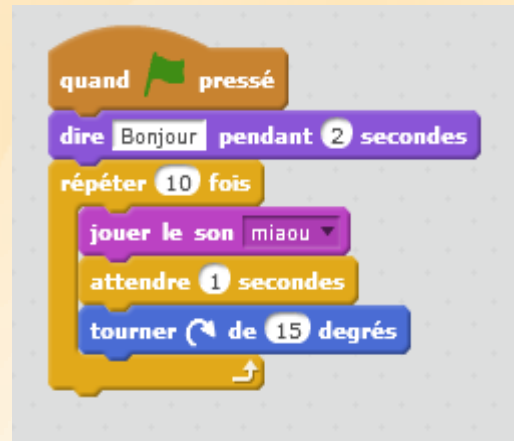 quand pressé
dire Bonjour pendant 2 secondes
répéter 10 fois
jouer le son miaou
attendre 1 secondes
tourner de 15 degrés